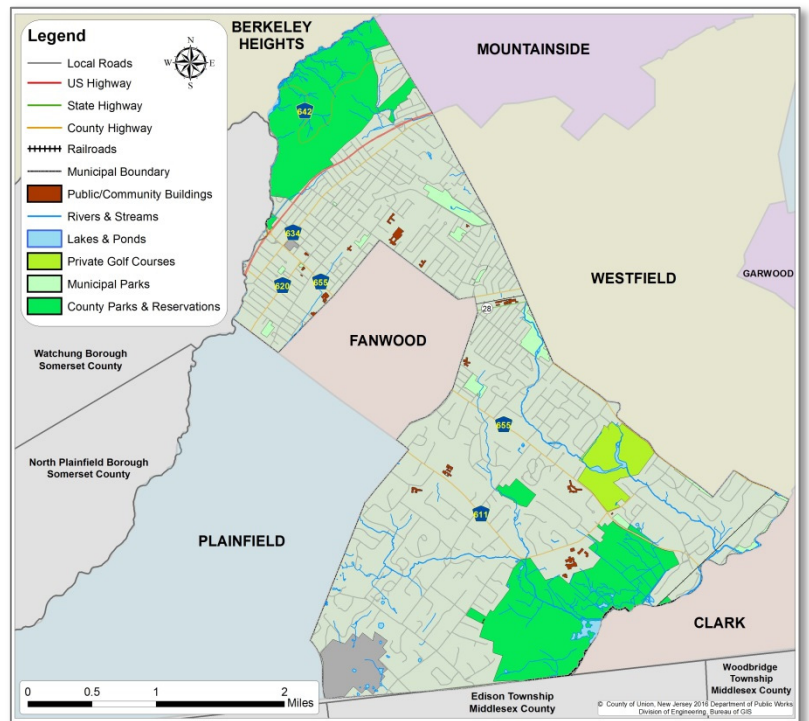 Legend
N
W
E
S
Local Roads
US Highway
State Highway
County Highway
Railroads
Municipal Boundary
Public/Community Buildings
Rivers & Streams
Lakes & Ponds
Private Golf Courses
Municipal Parks
County Parks & Reservations
BERKELEY
HEIGHTS
MOUNTAINSIDE
642
634
620
655
WESTFIELD
GARWOOD
28
FANWOOD
Watchung Borough
Somerset County
655
North Plainfield Borough
Somerset County
611
PLAINFIELD
CLARK
0 0.5 1 2
Miles
Edison Township
Middlesex County
Woodbridge
Township
Middlesex County
© County of Union, New Jersey 2016 Department of Public Works
Division of Engineering, Bureau of GIS